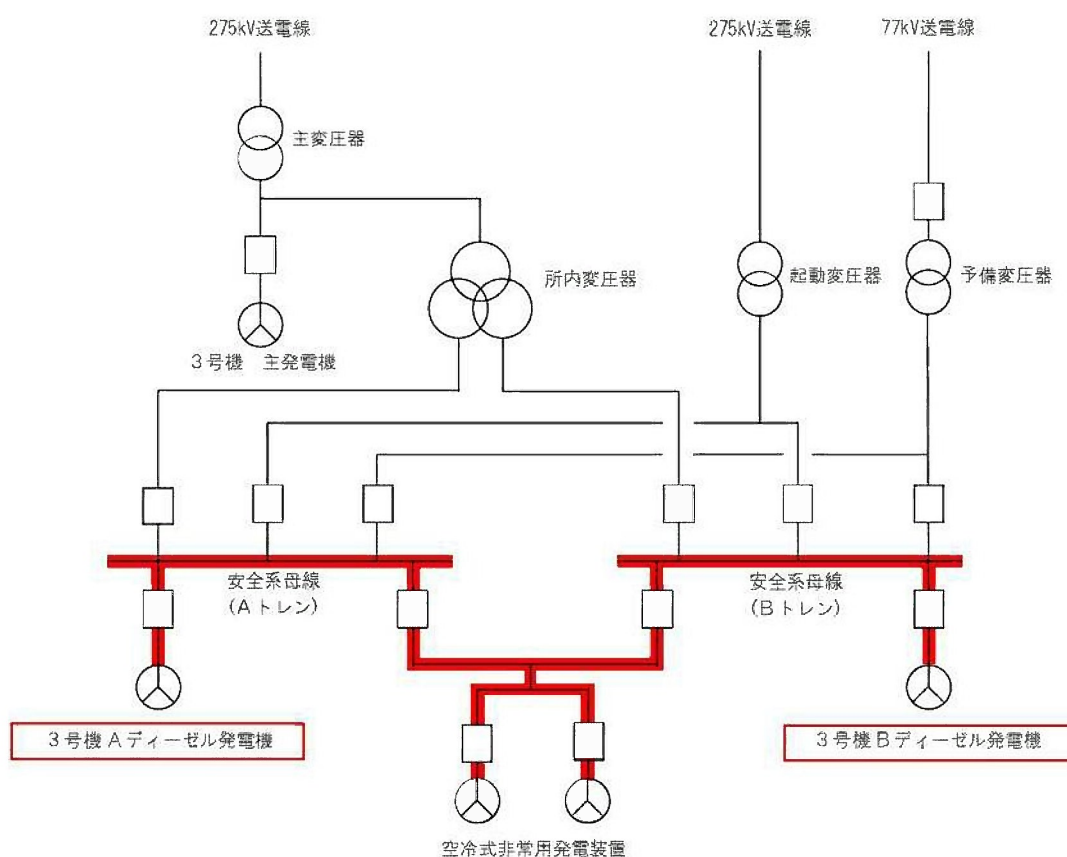 275kV送電線
275kV送電線
77kV送電線
主変圧器
所内変圧器
起動変圧器
予備変圧器
3号機 主発電機
安全系母線
(Aトレン)
安全系母線
(Bトレン)
3号機Aディーゼル発電機
3号機Bディーゼル発電機
空冷式非常用発電装置